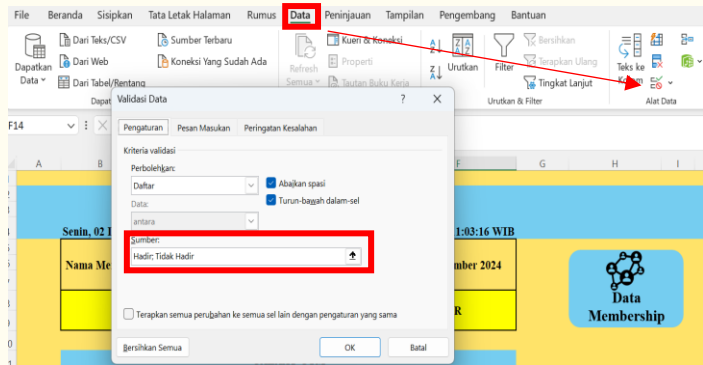 File Beranda Sisipkan Tata Letak Halaman Rumus Data Peninjauan Tampilan Pengembang Bantuan
Dapatkan Data
Dari Teks/CSV
Dari Web
Dari Tabel/Rentang
Sumber Terbaru
Koneksi Yang Sudah Ada
Dapat
Refresh Semua
Kueri & Koneksi
Properti
Tautan Buku Kerja
Urutkan
Filter
Bersihkan
Terapkan Ulang
Tingkat Lanjut
Urutkan & Filter
Teks ke
Alat Data
F14
Validasi Data ? X
Pengaturan Pesan Masukan Peringatan Kesalahan
Kriteria validasi
Perbolehkan:
Daftar
Abaikan spasi
Turun-bawah dalam-sel
Data:
antara
Sumber:
Hadir; Tidak Hadir
Terapkan semua perubahan ke semua sel lain dengan pengaturan yang sama
Bersihkan Semua OK Batal
A B F G H I
Senin, 02 1:03:16 WIB
Nama Me mber 2024
R
Data
Membership